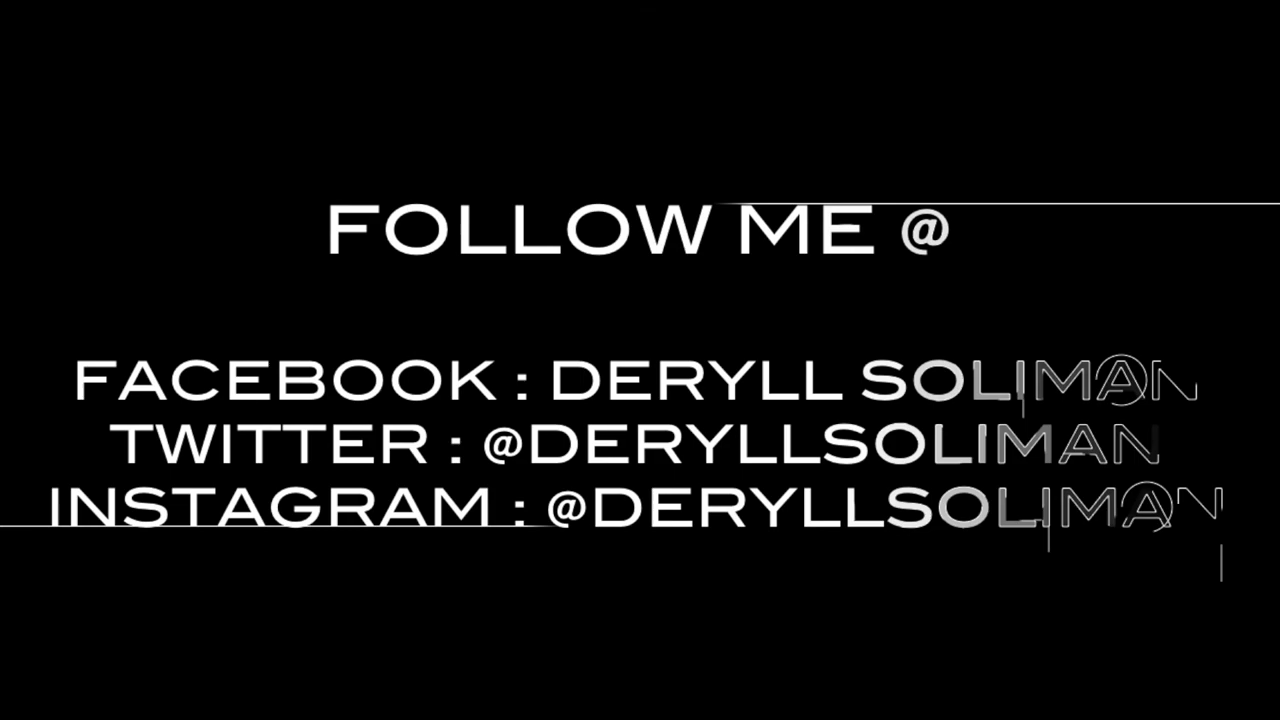 FOLLOW ME @
FACEBOOK : DERYLL SOLIMAN
TWITTER : @DERYLLSOLIMAN
INSTAGRAM : @DERYLLSOLIMAN